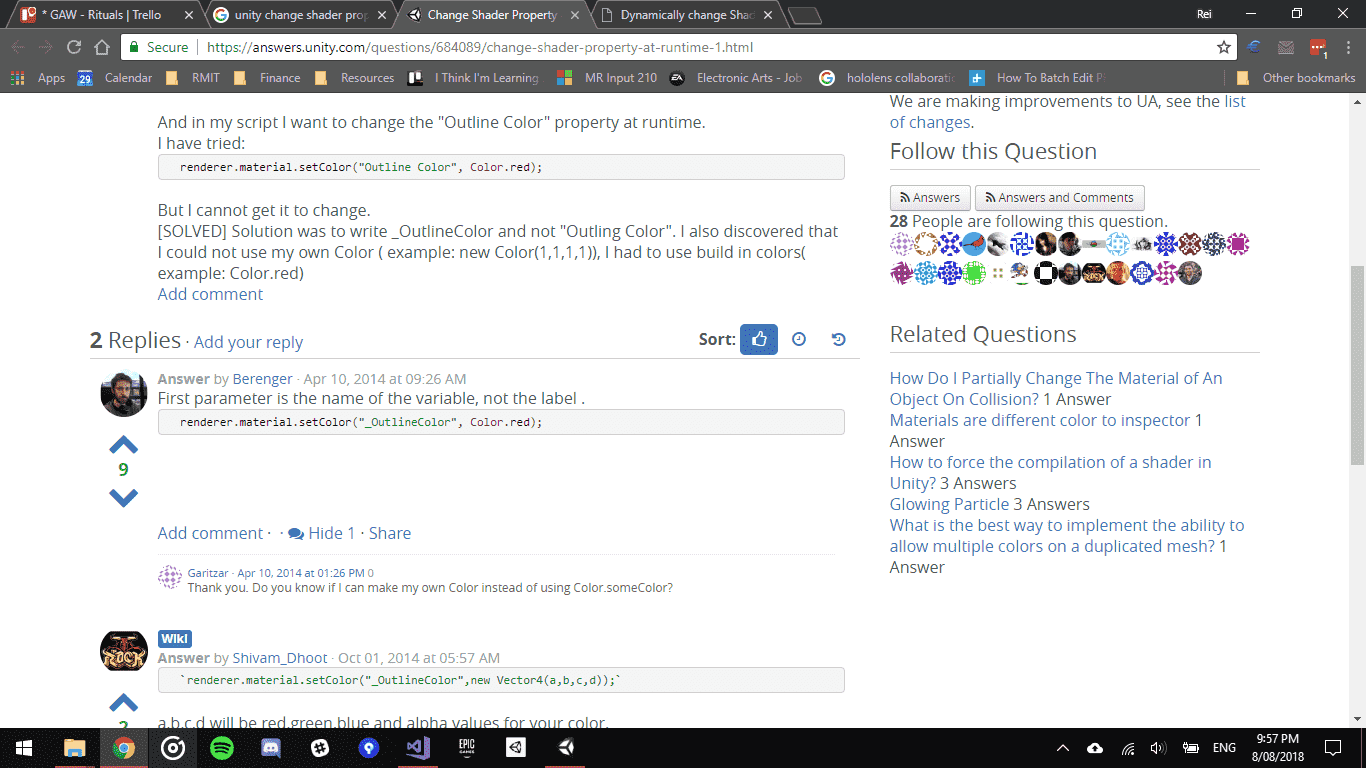 * GAW - Rituals | Trello
unity change shader prop
Change Shader Property
Dynamically change Shad
Rei
Secure
https://answers.unity.com/questions/684089/change-shader-property-at-runtime-1.html
Apps
29
Calendar
RMIT
Finance
Resources
I Think I'm Learning
MR Input 210
EA
Electronic Arts - Job
hololens collaborati
How To Batch Edit P
Other bookmarks
And in my script I want to change the "Outline Color" property at runtime.
I have tried:
renderer.material.setColor("Outline Color", Color.red);
But I cannot get it to change.
[SOLVED] Solution was to write _OutlineColor and not "Outling Color". I also discovered that
I could not use my own Color ( example: new Color(1,1,1,1)), I had to use build in colors(
example: Color.red)
Add comment
2 Replies · Add your reply
Sort:
Answer by Berenger · Apr 10, 2014 at 09:26 AM
First parameter is the name of the variable, not the label .
renderer.material.setColor("_OutlineColor", Color.red);
9
Add comment · · Hide 1 · Share
Garitzar · Apr 10, 2014 at 01:26 PM 0
Thank you. Do you know if I can make my own Color instead of using Color.someColor?
Wiki
ROCK
Answer by Shivam_Dhoot · Oct 01, 2014 at 05:57 AM
`renderer.material.setColor("_OutlineColor",new Vector4(a,b,c,d));`
2
a,b,c,d will be red,green,blue and alpha values for your color.
We are making improvements to UA, see the list
of changes.
Follow this Question
Answers
Answers and Comments
28 People are following this question.
Related Questions
How Do I Partially Change The Material of An
Object On Collision? 1 Answer
Materials are different color to inspector 1
Answer
How to force the compilation of a shader in
Unity? 3 Answers
Glowing Particle 3 Answers
What is the best way to implement the ability to
allow multiple colors on a duplicated mesh? 1
Answer
EPIC
GAMES
ENG
9:57 PM
8/08/2018